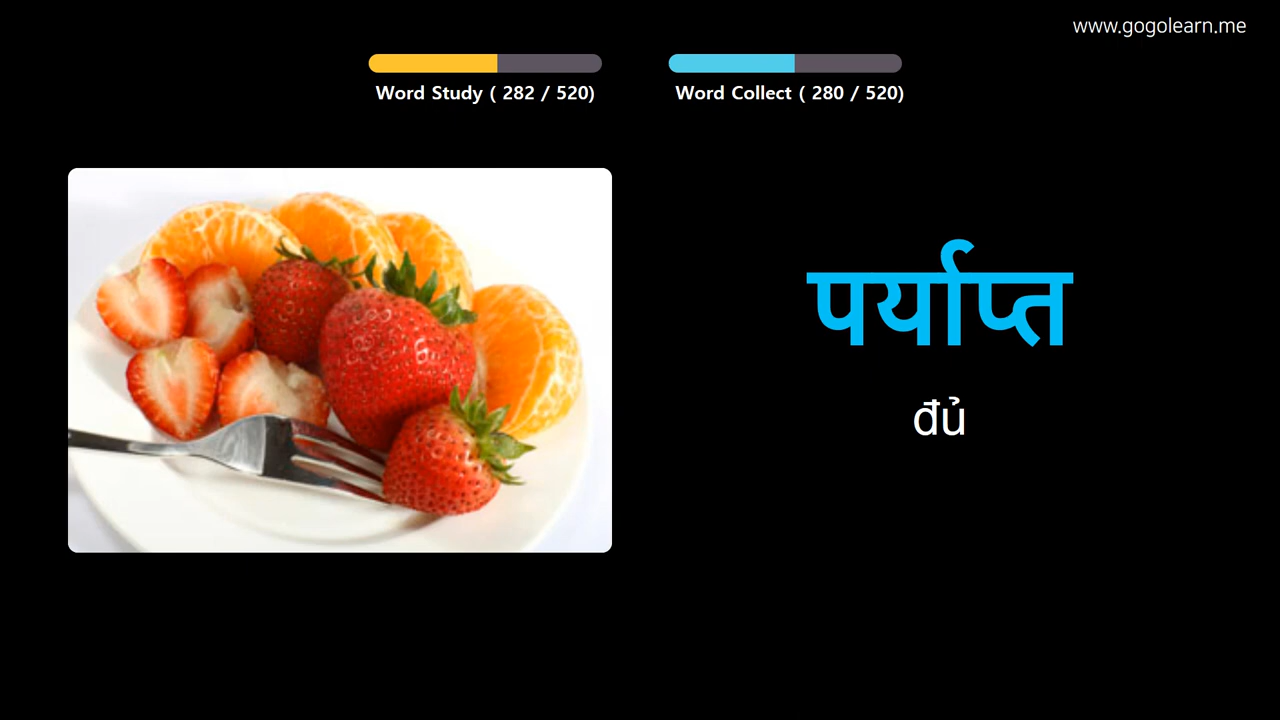 www.gogolearn.me
Word Study ( 282 / 520)
Word Collect ( 280 / 520)
पर्याप्त
đủ